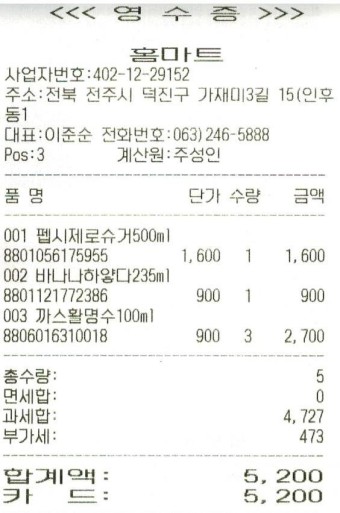 <<< 영 수 증 >>>
홈마트
사업자번호:402-12-29152
주소:전북 전주시 덕진구 가재미3길 15(인후
동1
대표:이준순 전화번호:063)246-5888
Pos:3 계산원:주성인
품 명 단가 수량 금액
001 펩시제로슈거500ml
8801056175955 1,600 1 1,600
002 바나나하얗다235ml
8801121772386 900 1 900
003 까스활명수100ml
8806016310018 900 3 2,700
총수량: 5
면세합: 0
과세합: 4,727
부가세: 473
합계액: 5,200
카 드: 5,200